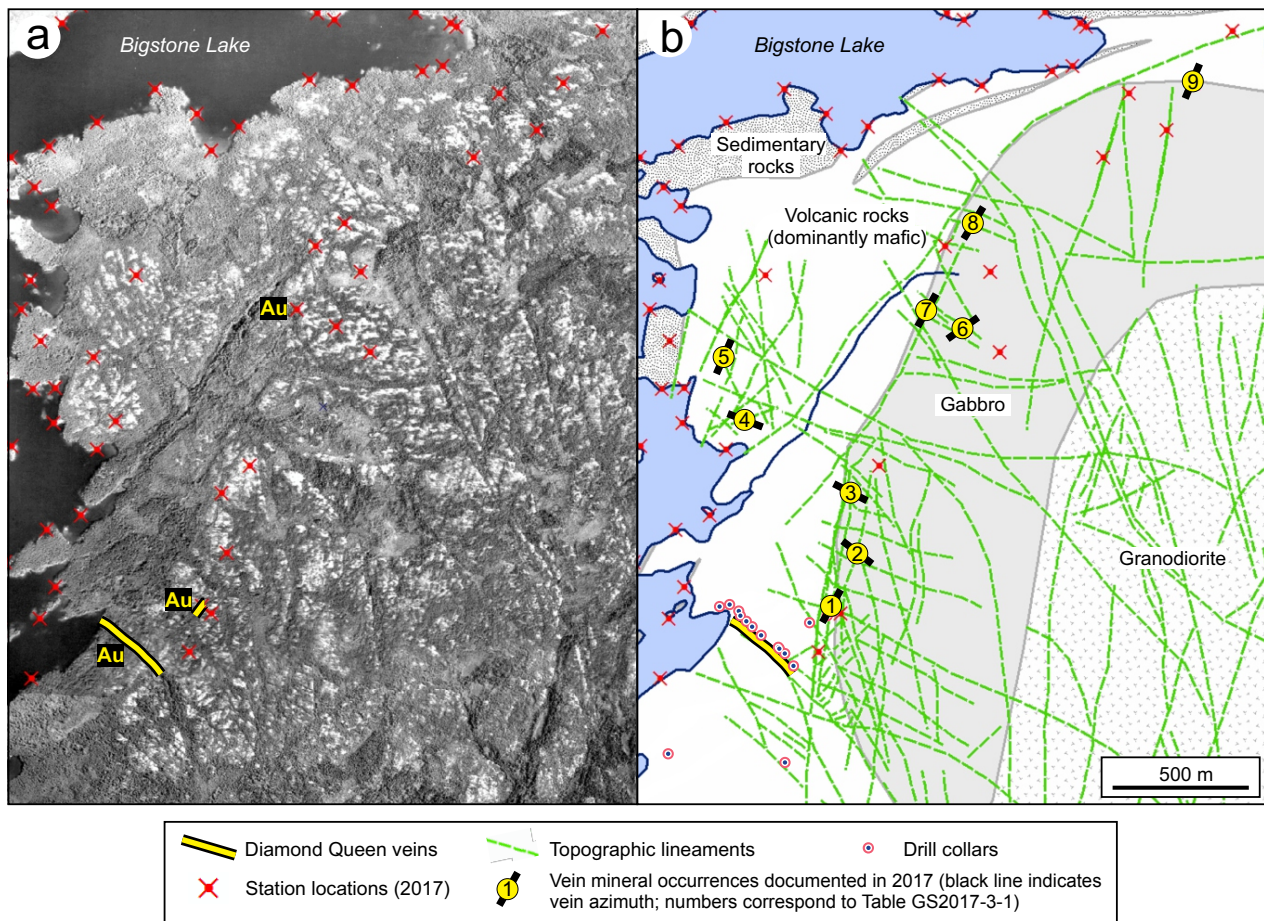 a
Bigstone Lake
Au
Au
Au
b
Bigstone Lake
Sedimentary
rocks
Volcanic rocks
(dominantly mafic)
9
8
7
6
5
4
Gabbro
3
2
1
Granodiorite
500 m
Diamond Queen veins
Topographic lineaments
Drill collars
Station locations (2017)
1
Vein mineral occurrences documented in 2017 (black line indicates
vein azimuth; numbers correspond to Table GS2017-3-1)